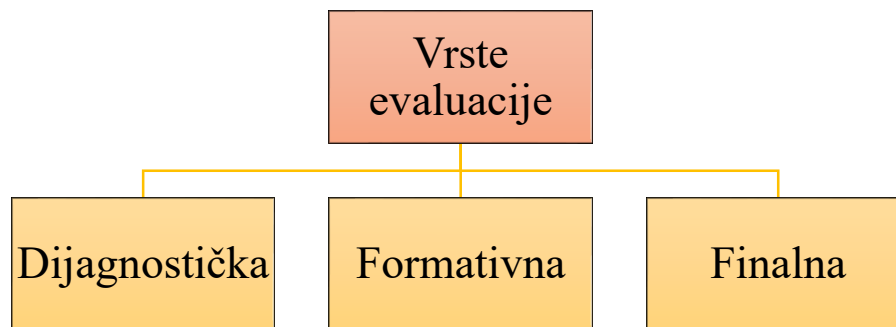 Vrste
evaluacije
Dijagnostička
Formativna
Finalna